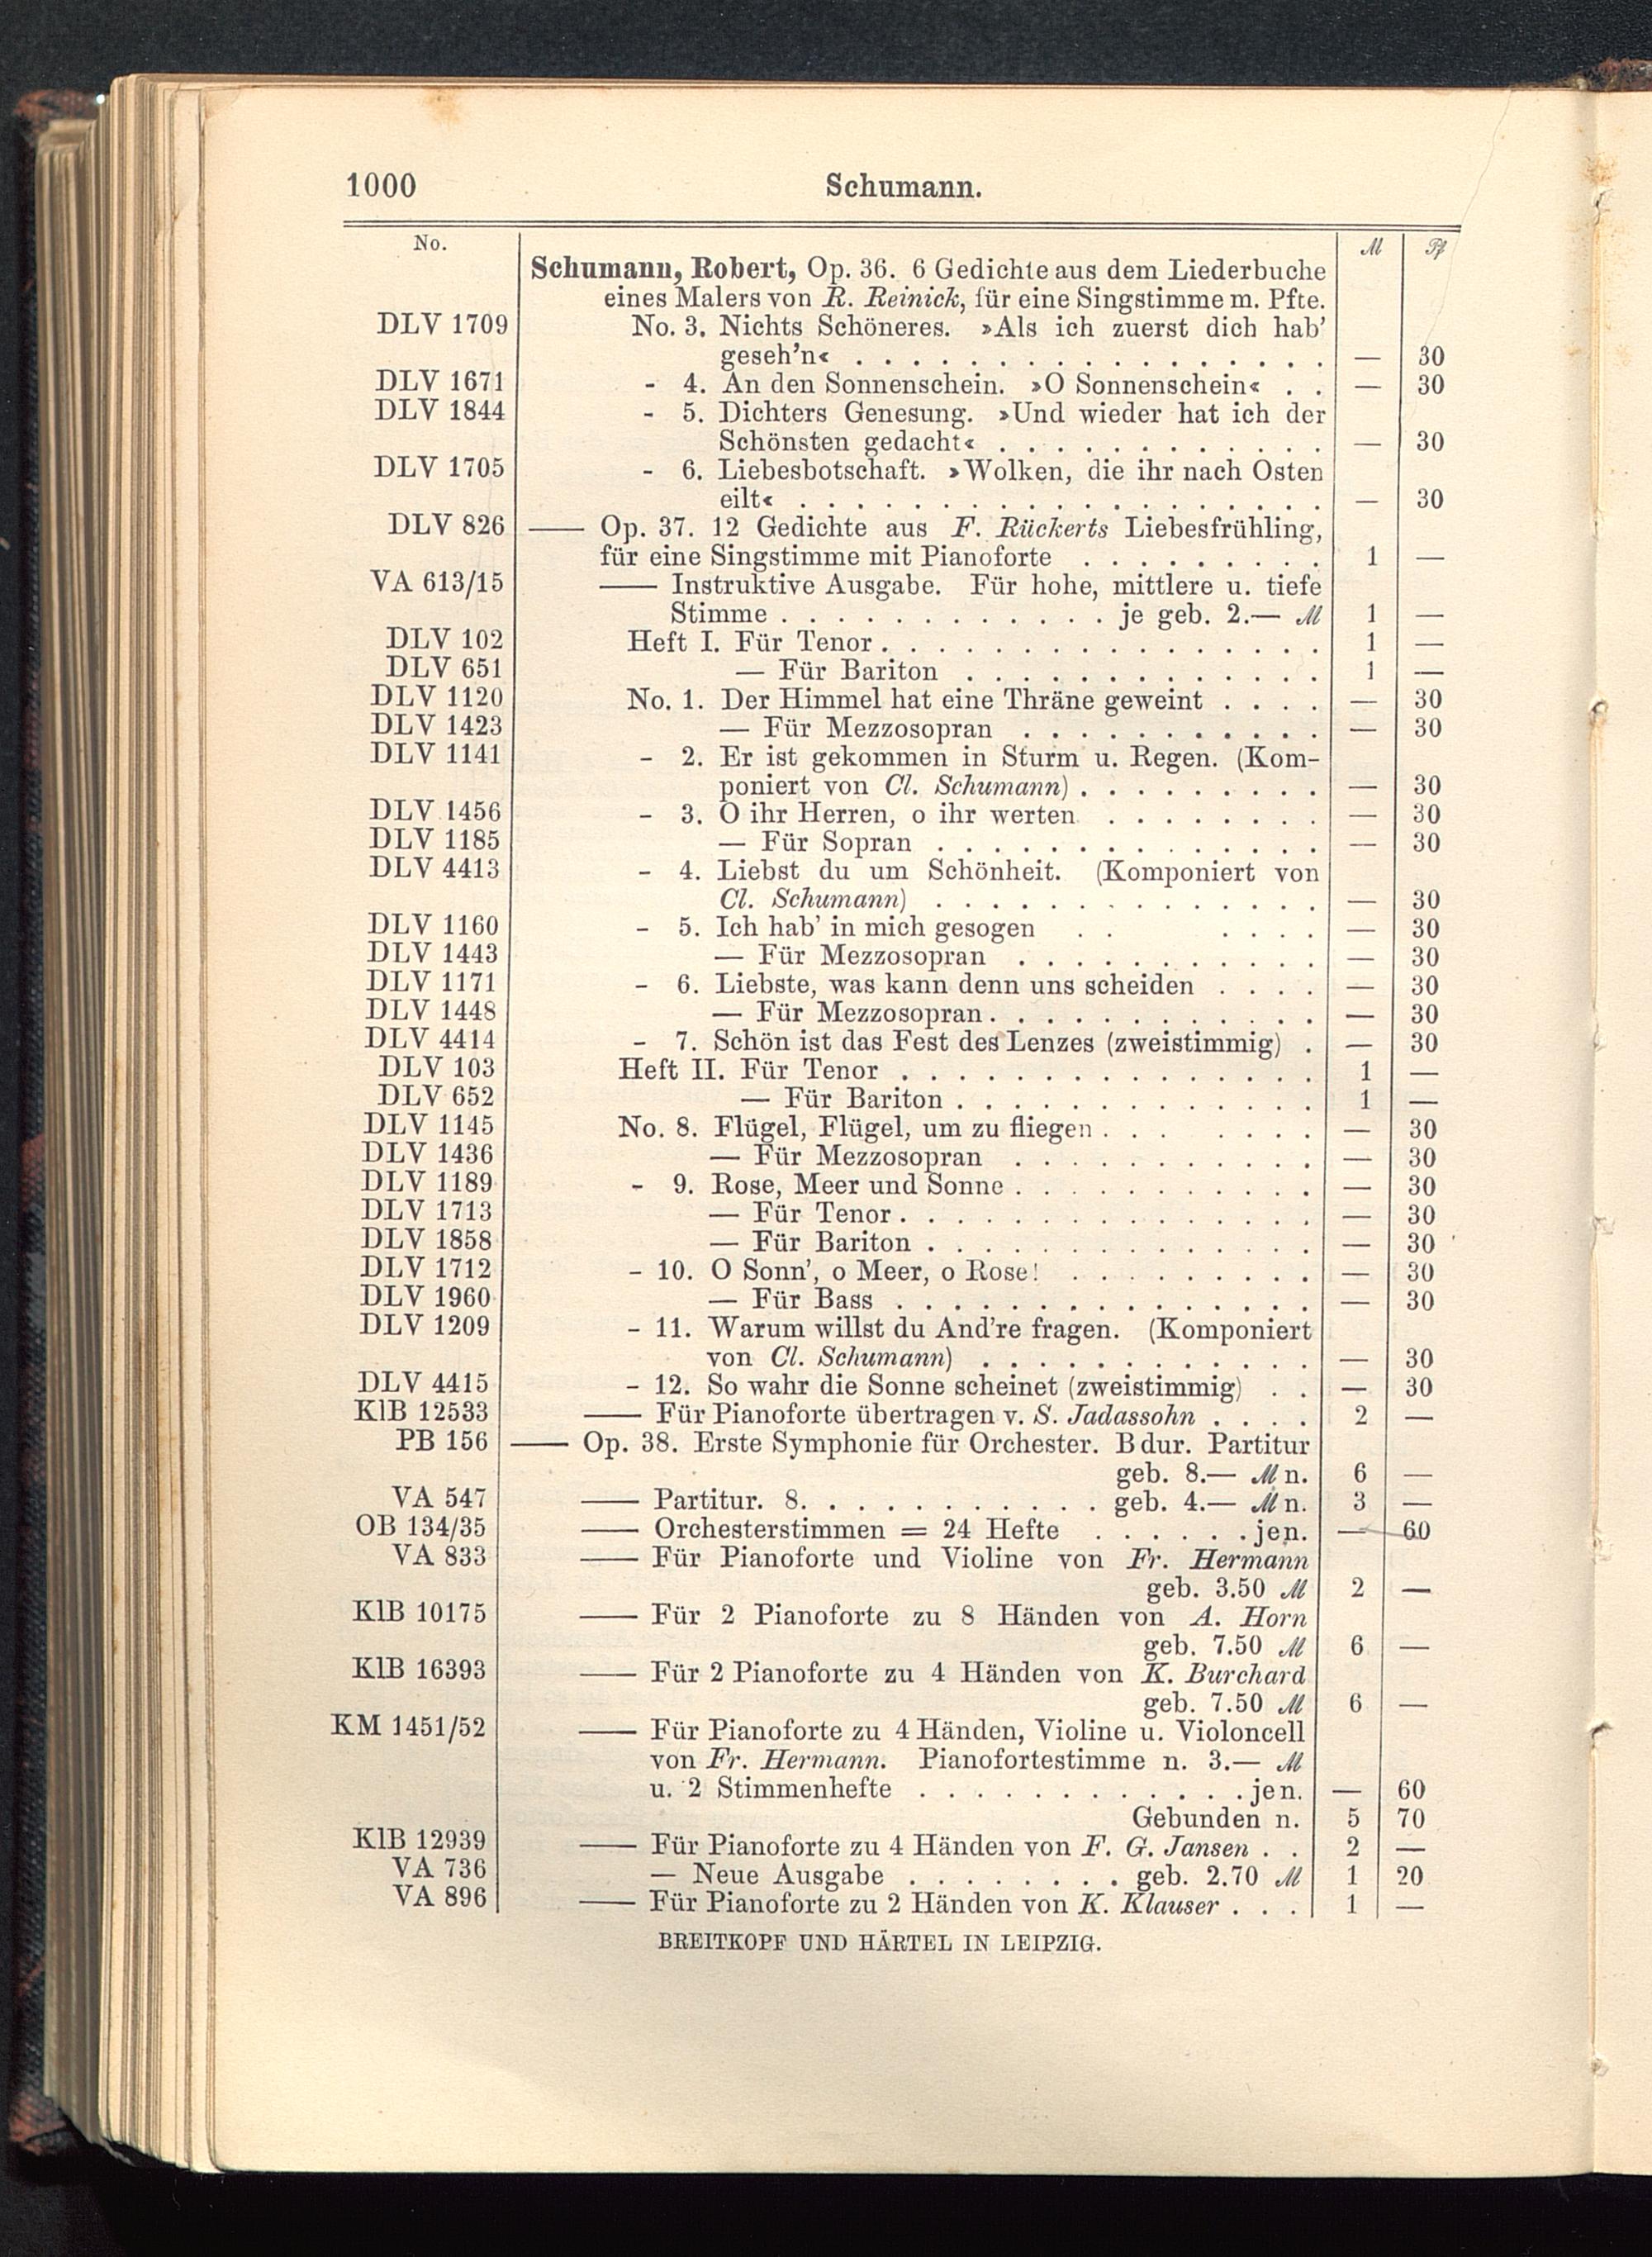 1000 Schumann.
No. M Pf
Schumann, Robert, Op. 36. 6 Gedichte aus dem Liederbuche
eines Malers von R. Reinick, für eine Singstimme m. Pfte.
DLV 1709 No. 3. Nichts Schöneres. »Als ich zuerst dich hab'
geseh'n« . . . . . . . . . . . . . . . . . — 30
DLV 1671 - 4. An den Sonnenschein. »O Sonnenschein« . . — 30
DLV 1844 - 5. Dichters Genesung. »Und wieder hat ich der
Schönsten gedacht« . . . . . . . . . . . . — 30
DLV 1705 - 6. Liebesbotschaft. »Wolken, die ihr nach Osten
eilt« . . . . . . . . . . . . . . . . . . . — 30
DLV 826 —— Op. 37. 12 Gedichte aus F. Rückerts Liebesfrühling,
für eine Singstimme mit Pianoforte . . . . . . . . . 1 —
VA 613/15 —— Instruktive Ausgabe. Für hohe, mittlere u. tiefe
Stimme . . . . . . . . . . . . je geb. 2.— M 1 —
DLV 102 Heft I. Für Tenor . . . . . . . . . . . . . . . . 1 —
DLV 651 — Für Bariton . . . . . . . . . . . . . 1 —
DLV 1120 No. 1. Der Himmel hat eine Thräne geweint . . . . — 30
DLV 1423 — Für Mezzosopran . . . . . . . . . . . — 30
DLV 1141 - 2. Er ist gekommen in Sturm u. Regen. (Kom-
poniert von Cl. Schumann) . . . . . . . . . — 30
DLV 1456 - 3. O ihr Herren, o ihr werten . . . . . . . . — 30
DLV 1185 — Für Sopran . . . . . . . . . . . . . . — 30
DLV 4413 - 4. Liebst du um Schönheit. (Komponiert von
Cl. Schumann) . . . . . . . . . . . . . . — 30
DLV 1160 - 5. Ich hab' in mich gesogen . . . . . . — 30
DLV 1443 — Für Mezzosopran . . . . . . . . . . . — 30
DLV 1171 - 6. Liebste, was kann denn uns scheiden . . . . — 30
DLV 1448 — Für Mezzosopran . . . . . . . . . . . . — 30
DLV 4414 - 7. Schön ist das Fest des Lenzes (zweistimmig) . — 30
DLV 103 Heft II. Für Tenor . . . . . . . . . . . . . . . 1 —
DLV 652 — Für Bariton . . . . . . . . . . . . . 1 —
DLV 1145 No. 8. Flügel, Flügel, um zu fliegen . . . . . . . — 30
DLV 1436 — Für Mezzosopran . . . . . . . . . . . — 30
DLV 1189 - 9. Rose, Meer und Sonne . . . . . . . . . . . — 30
DLV 1713 — Für Tenor . . . . . . . . . . . . . . . — 30
DLV 1858 — Für Bariton . . . . . . . . . . . . . . — 30
DLV 1712 - 10. O Sonn', o Meer, o Rose! . . . . . . . . . — 30
DLV 1960 — Für Bass . . . . . . . . . . . . . . . — 30
DLV 1209 - 11. Warum willst du And're fragen. (Komponiert
von Cl. Schumann) . . . . . . . . . . . . — 30
DLV 4415 - 12. So wahr die Sonne scheinet (zweistimmig) . . — 30
KlB 12533 —— Für Pianoforte übertragen v. S. Jadassohn . . . . 2 —
PB 156 —— Op. 38. Erste Symphonie für Orchester. B dur. Partitur
geb. 8.— M n. 6 —
VA 547 —— Partitur. 8. . . . . . . . . . . . geb. 4.— M n. 3 —
OB 134/35 —— Orchesterstimmen = 24 Hefte . . . . . . jen. — 60
VA 833 —— Für Pianoforte und Violine von Fr. Hermann
geb. 3.50 M 2 —
KlB 10175 —— Für 2 Pianoforte zu 8 Händen von A. Horn
geb. 7.50 M 6 —
KlB 16393 —— Für 2 Pianoforte zu 4 Händen von K. Burchard
geb. 7.50 M 6 —
KM 1451/52 —— Für Pianoforte zu 4 Händen, Violine u. Violoncell
von Fr. Hermann. Pianofortestimme n. 3.— M
u. 2 Stimmenhefte . . . . . . . . . . . . jen. — 60
Gebunden n. 5 70
KlB 12939 —— Für Pianoforte zu 4 Händen von F. G. Jansen . . 2 —
VA 736 — Neue Ausgabe . . . . . . . . geb. 2.70 M 1 20
VA 896 —— Für Pianoforte zu 2 Händen von K. Klauser . . . 1 —
BREITKOPF UND HÄRTEL IN LEIPZIG.